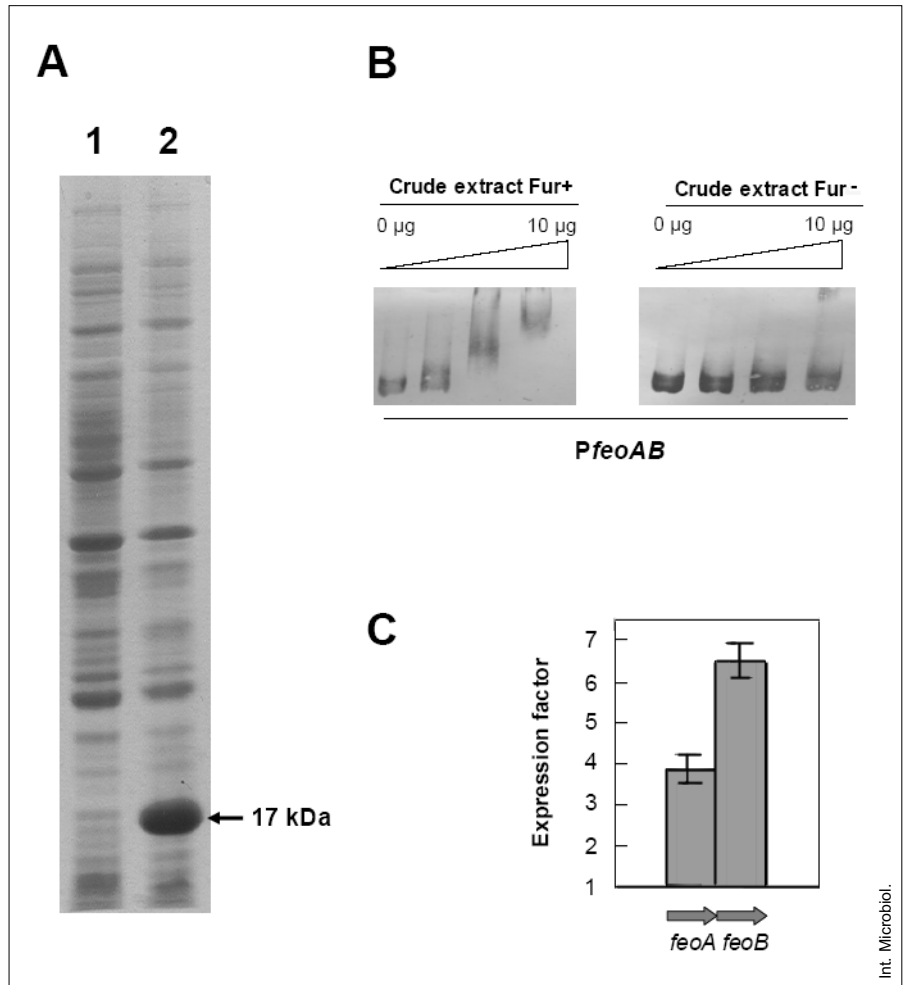 A
1 2
17 kDa
B
Crude extract Fur+
0 µg 10 µg
Crude extract Fur -
0 µg 10 µg
PfeoAB
C
Expression factor
7
6
5
4
3
2
1
feoA feoB
Int. Microbiol.